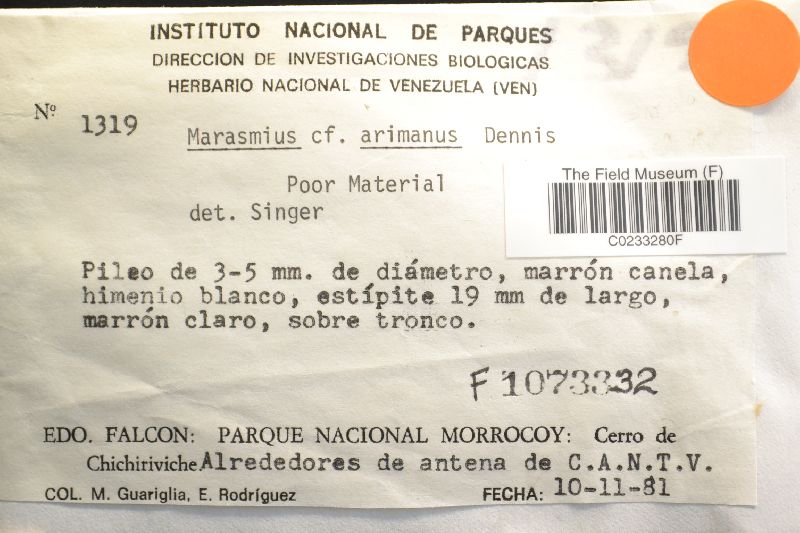 INSTITUTO NACIONAL DE PARQUES
DIRECCION DE INVESTIGACIONES BIOLOGICAS
HERBARIO NACIONAL DE VENEZUELA (VEN)
Nº 1319
Marasmius cf. arimanus Dennis
Poor Material
det. Singer
The Field Museum (F)
C0233280F
Pileo de 3-5 mm. de diámetro, marrón canela,
himenio blanco, estípite 19 mm de largo,
marrón claro, sobre tronco.
F 1073332
EDO. FALCON: PARQUE NACIONAL MORROCOY: Cerro de
Chichiriviche Alrededores de antena de C.A.N.T.V.
COL. M. Guariglia, E. Rodríguez FECHA: 10-11-81